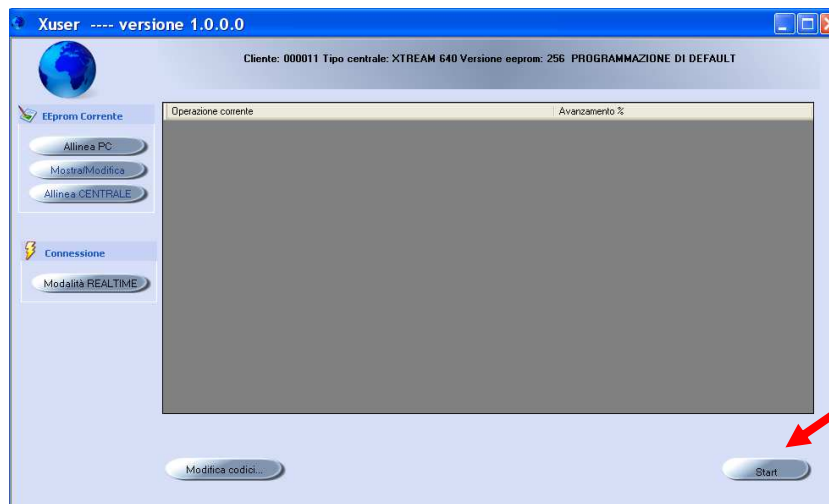 Xuser ---- versione 1.0.0.0
Cliente: 000011 Tipo centrale: XTREAM 640 Versione eeprom: 256 PROGRAMMAZIONE DI DEFAULT
EEprom Corrente
Allinea PC
Mostra/Modifica
Allinea CENTRALE
Connessione
Modalità REALTIME
Operazione corrente Avanzamento %
Modifica codici...
Start